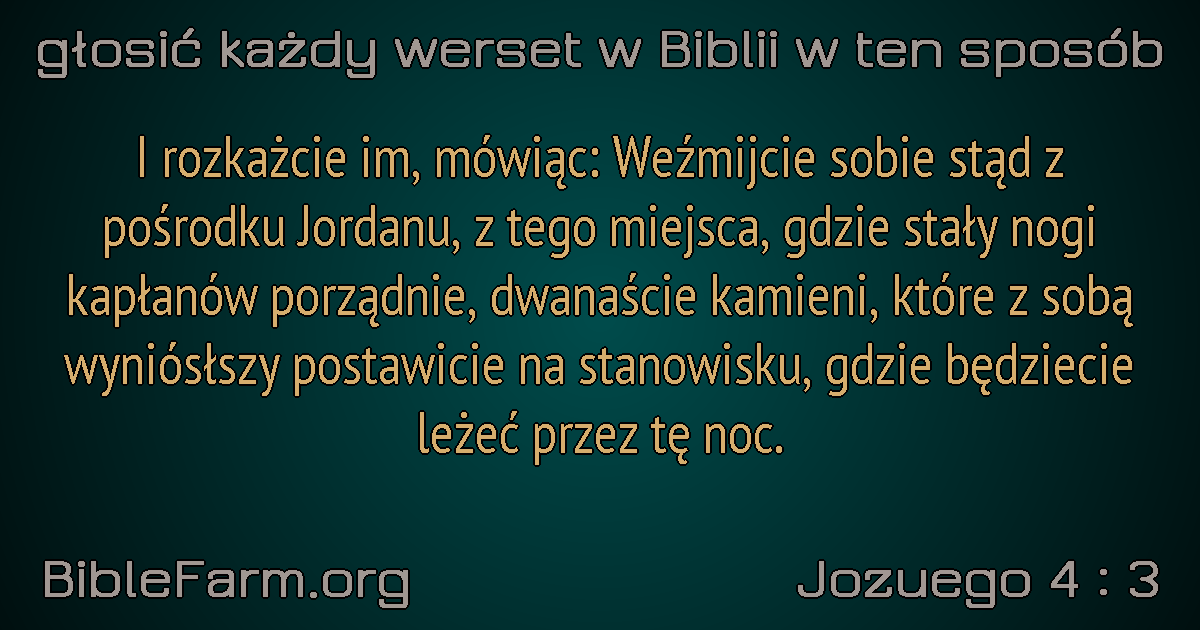 głosić każdy werset w Biblii w ten sposób
I rozkażcie im, mówiąc: Weźmijcie sobie stąd z
pośrodku Jordanu, z tego miejsca, gdzie stały nogi
kapłanów porządnie, dwanaście kamieni, które z sobą
wyniósłszy postawicie na stanowisku, gdzie będziecie
leżeć przez tę noc.
BibleFarm.org
Jozuego 4 : 3